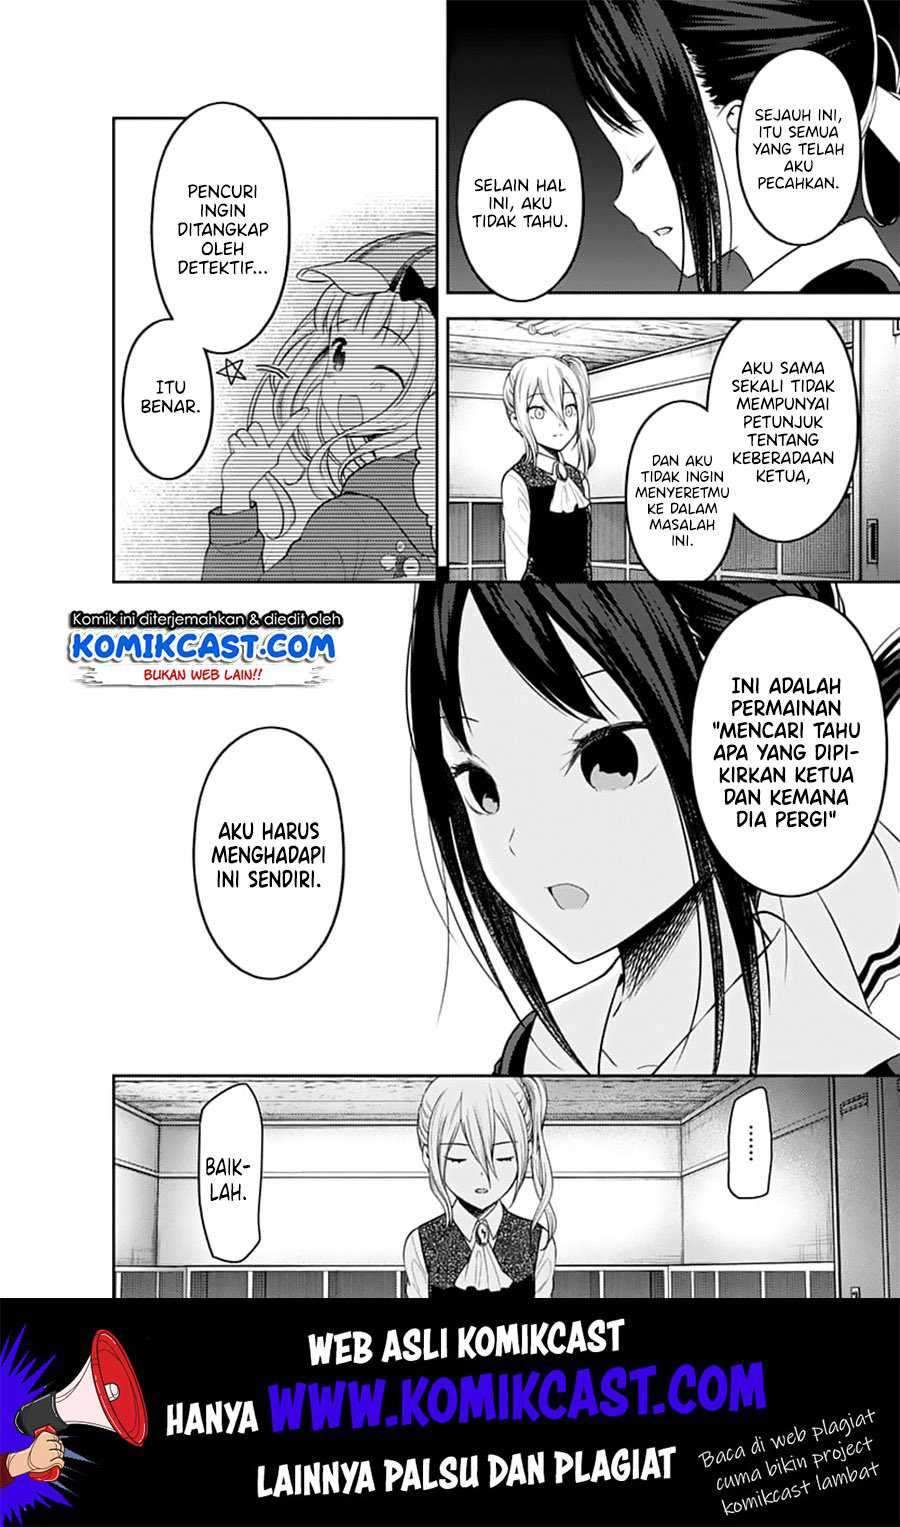 SEJAUH INI,
ITU SEMUA
YANG TELAH
AKU
PECAHKAN.
SELAIN HAL
INI, AKU
TIDAK TAHU.
PENCURI
INGIN
DITANGKAP
OLEH
DETEKTIF...
ITU
BENAR.
AKU SAMA
SEKALI TIDAK
MEMPUNYAI
PETUNJUK
TENTANG
KEBERADAAN
KETUA,
DAN AKU
TIDAK INGIN
MENYERETMU
KE DALAM
MASALAH
INI.
Komik ini diterjemahkan & diedit oleh
KOMIKCAST.COM
BUKAN WEB LAIN!!
INI ADALAH
PERMAINAN
"MENCARI TAHU
APA YANG DIPI-
KIRKAN KETUA
DAN KEMANA
DIA PERGI"
AKU HARUS
MENGHADAPI
INI SENDIRI.
........
BAIK-
LAH.
WEB ASLI KOMIKCAST
HANYA WWW.KOMIKCAST.COM
LAINNYA PALSU DAN PLAGIAT
Baca di web plagiat
cuma bikin project
komikcast lambat